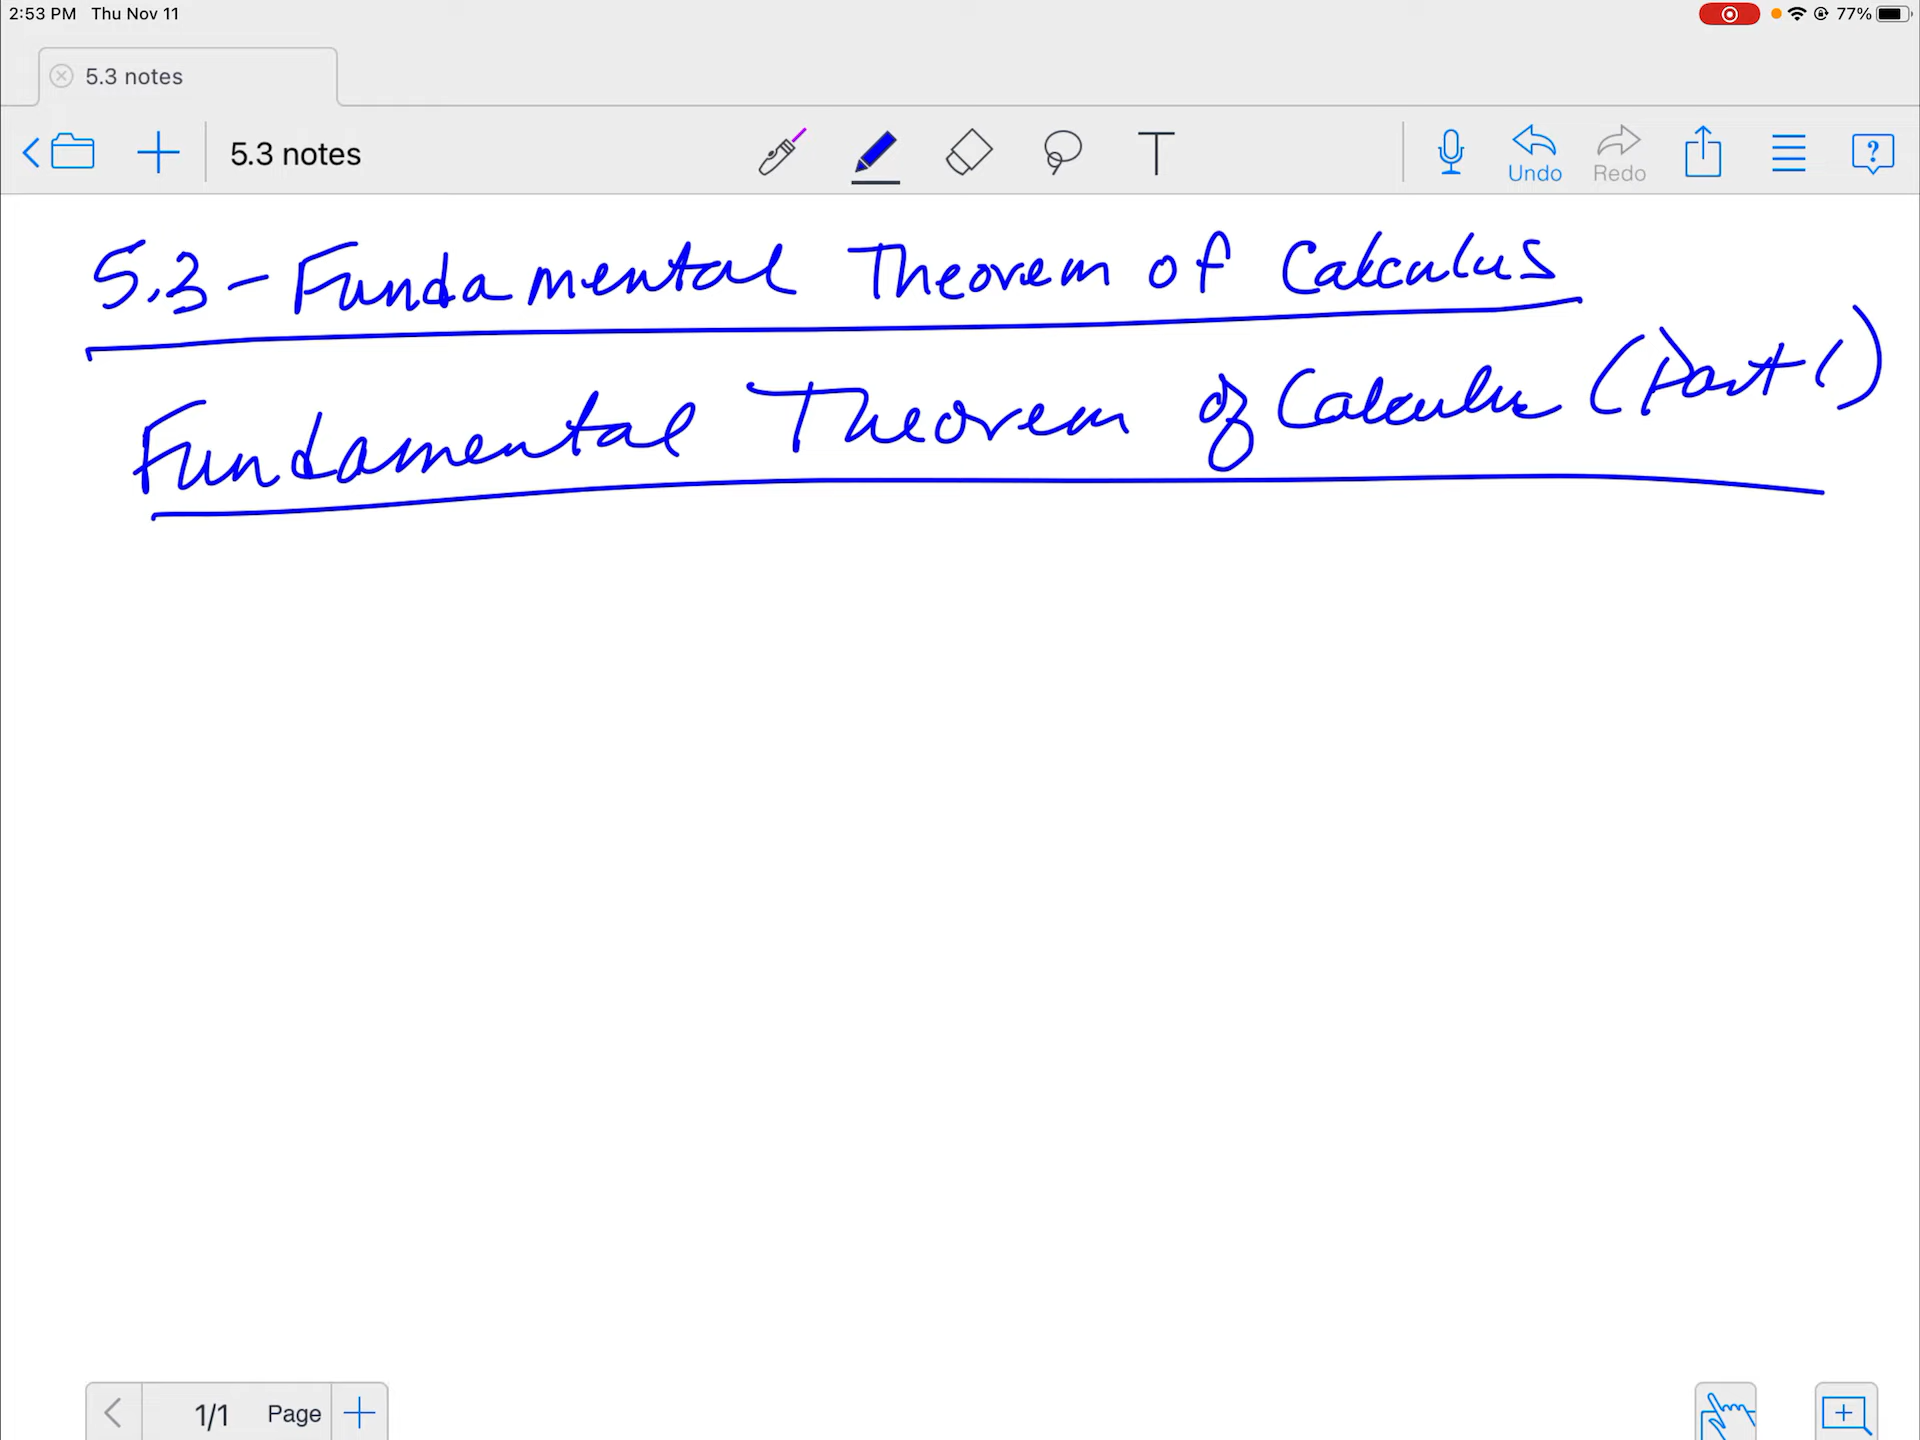 2:53 PM Thu Nov 11 77%
5.3 notes
5.3 notes T Undo Redo ?
5.3 - Fundamental Theorem of Calculus
Fundamental Theorem of Calculus (Part 1)
1/1 Page